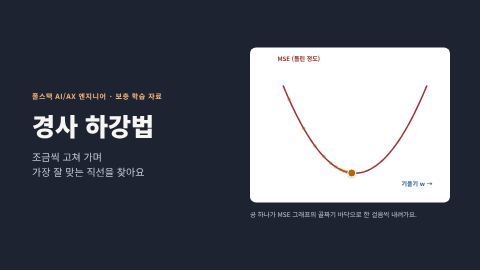 풀스택 AI/AX 엔지니어 · 보충 학습 자료
경사 하강법
조금씩 고쳐 가며
가장 잘 맞는 직선을 찾아요
MSE (틀린 정도)
기울기 w →
공 하나가 MSE 그래프의 골짜기 바닥으로 한 걸음씩 내려가요.